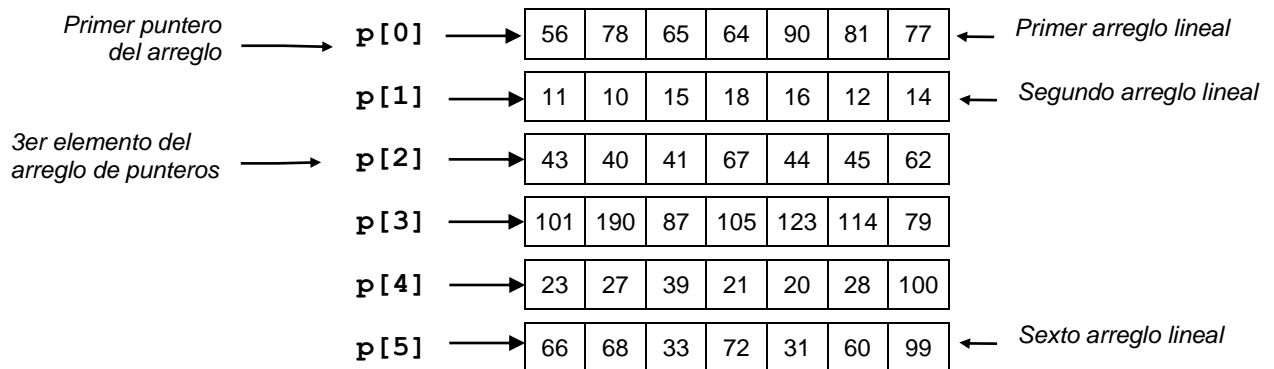 Primer puntero
del arreglo
p[0] 56 78 65 64 90 81 77 Primer arreglo lineal
p[1] 11 10 15 18 16 12 14 Segundo arreglo lineal
3er elemento del
arreglo de punteros
p[2] 43 40 41 67 44 45 62
p[3] 101 190 87 105 123 114 79
p[4] 23 27 39 21 20 28 100
p[5] 66 68 33 72 31 60 99 Sexto arreglo lineal